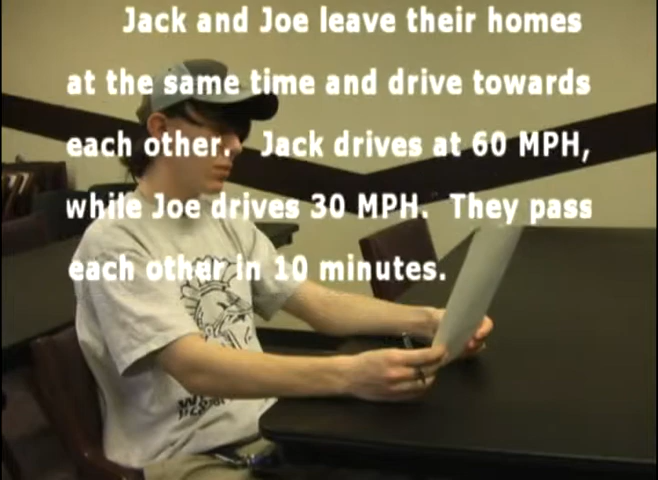 Jack and Joe leave their homes
at the same time and drive towards
each other. Jack drives at 60 MPH,
while Joe drives 30 MPH. They pass
each other in 10 minutes.